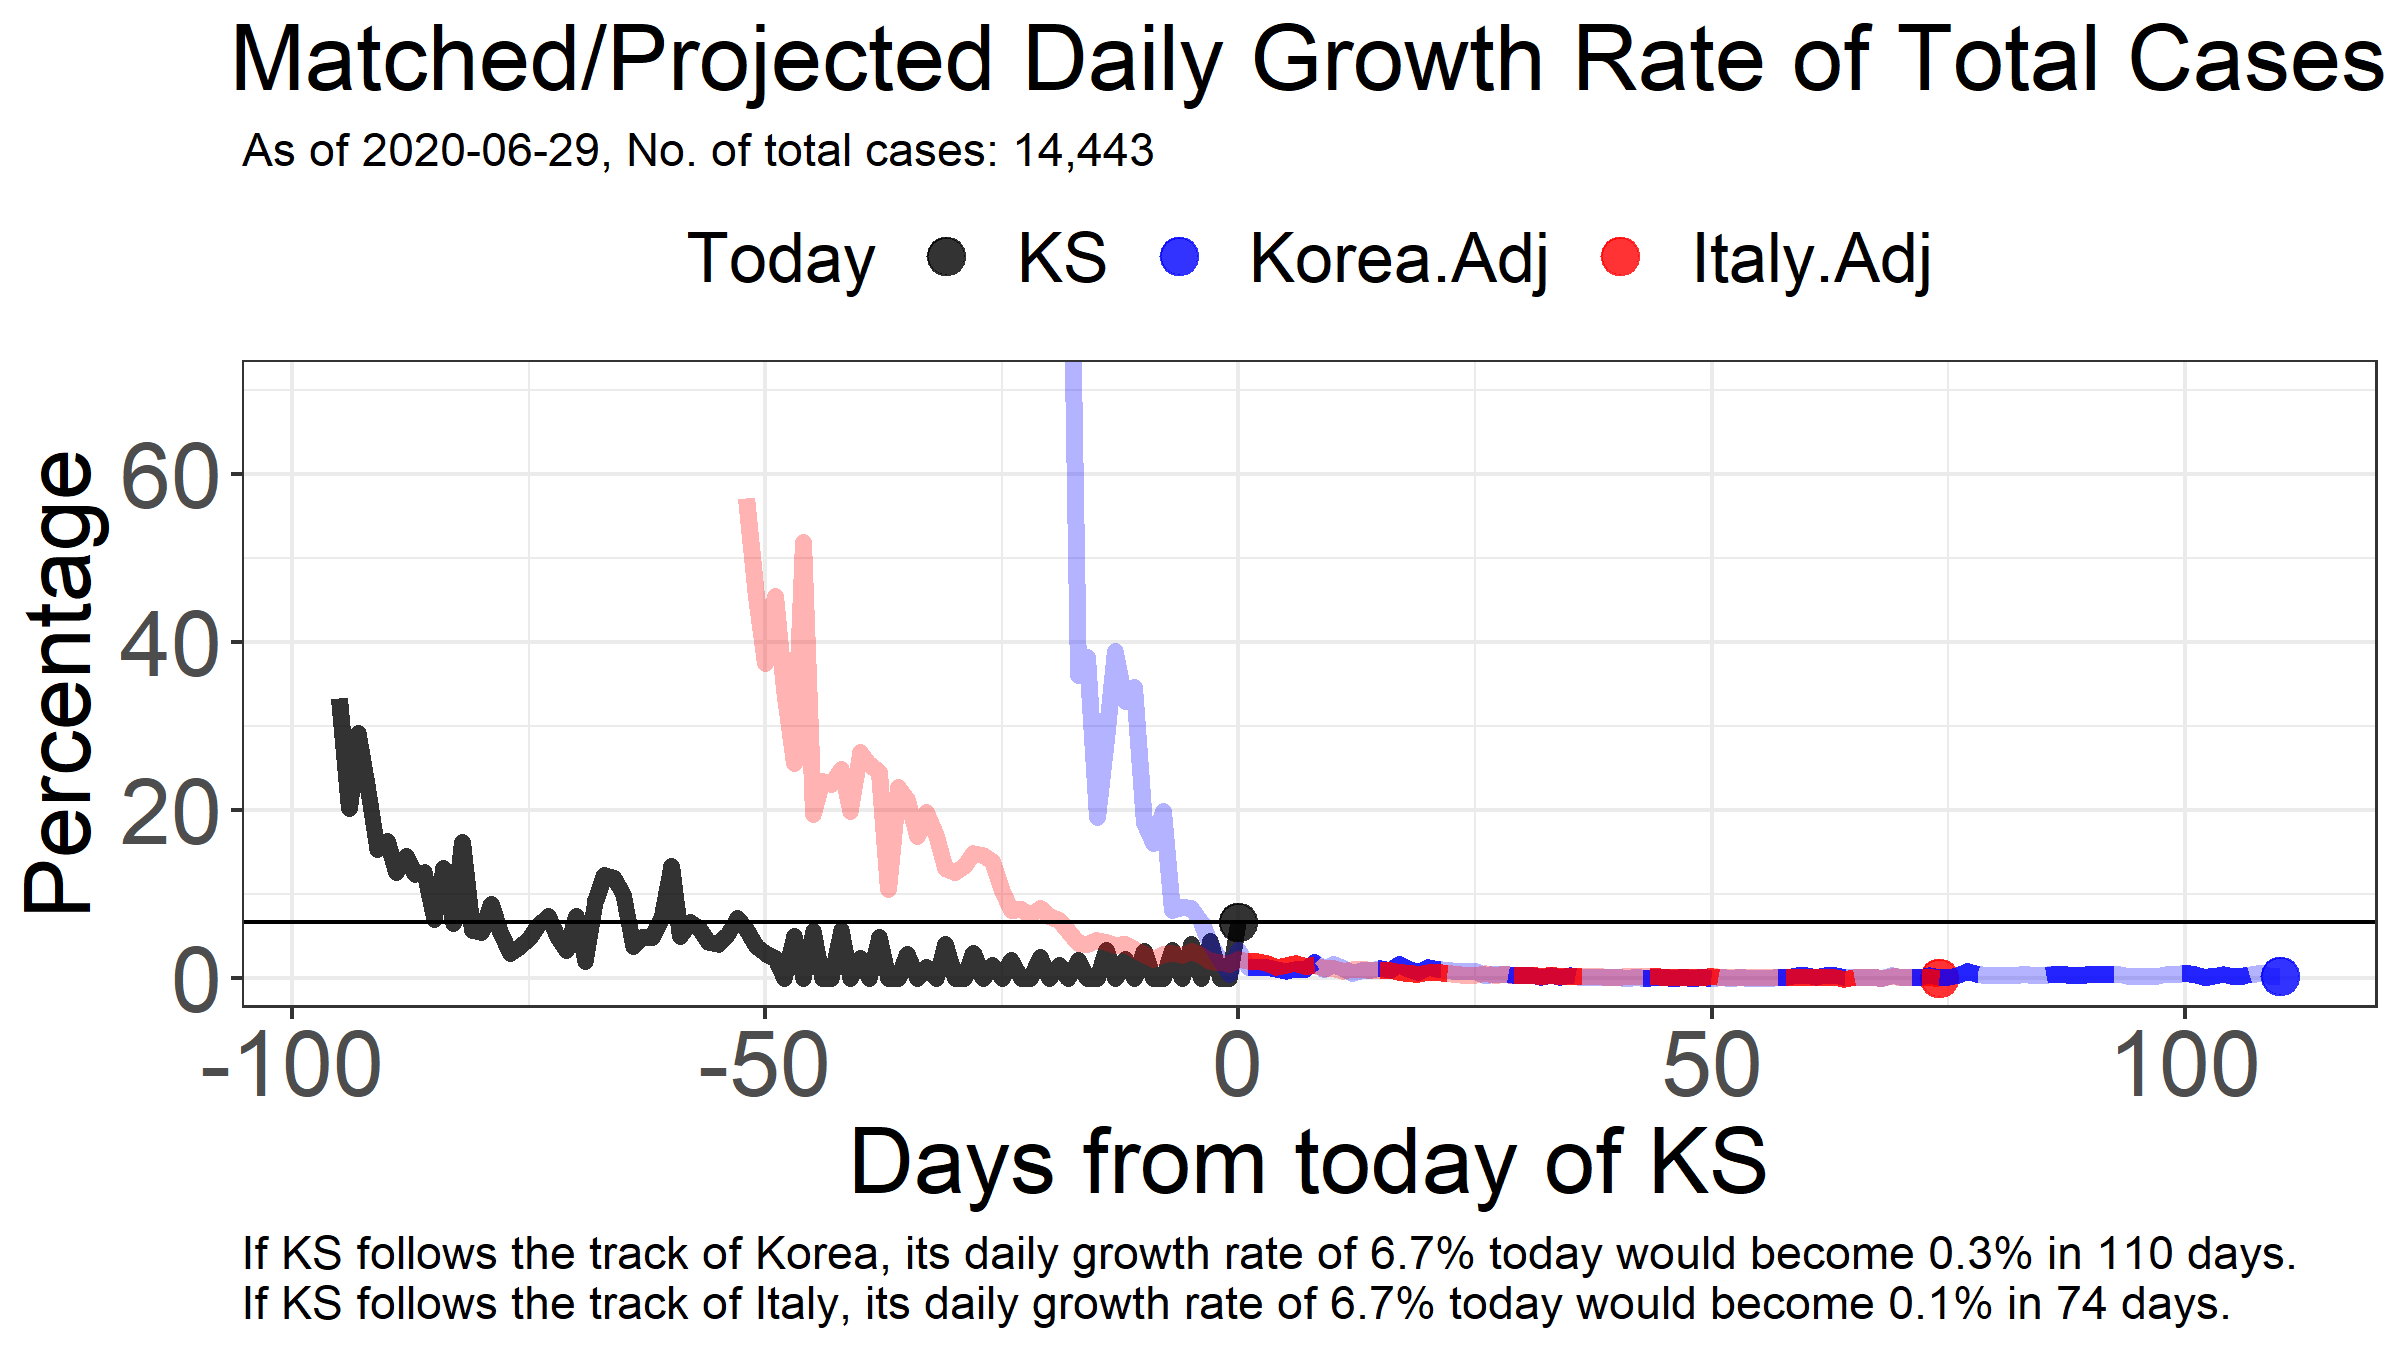 Matched/Projected Daily Growth Rate of Total Cases
As of 2020-06-29, No. of total cases: 14,443
Today KS Korea.Adj Italy.Adj
Percentage
60
40
20
0
-100 -50 0 50 100
Days from today of KS
If KS follows the track of Korea, its daily growth rate of 6.7% today would become 0.3% in 110 days.
If KS follows the track of Italy, its daily growth rate of 6.7% today would become 0.1% in 74 days.